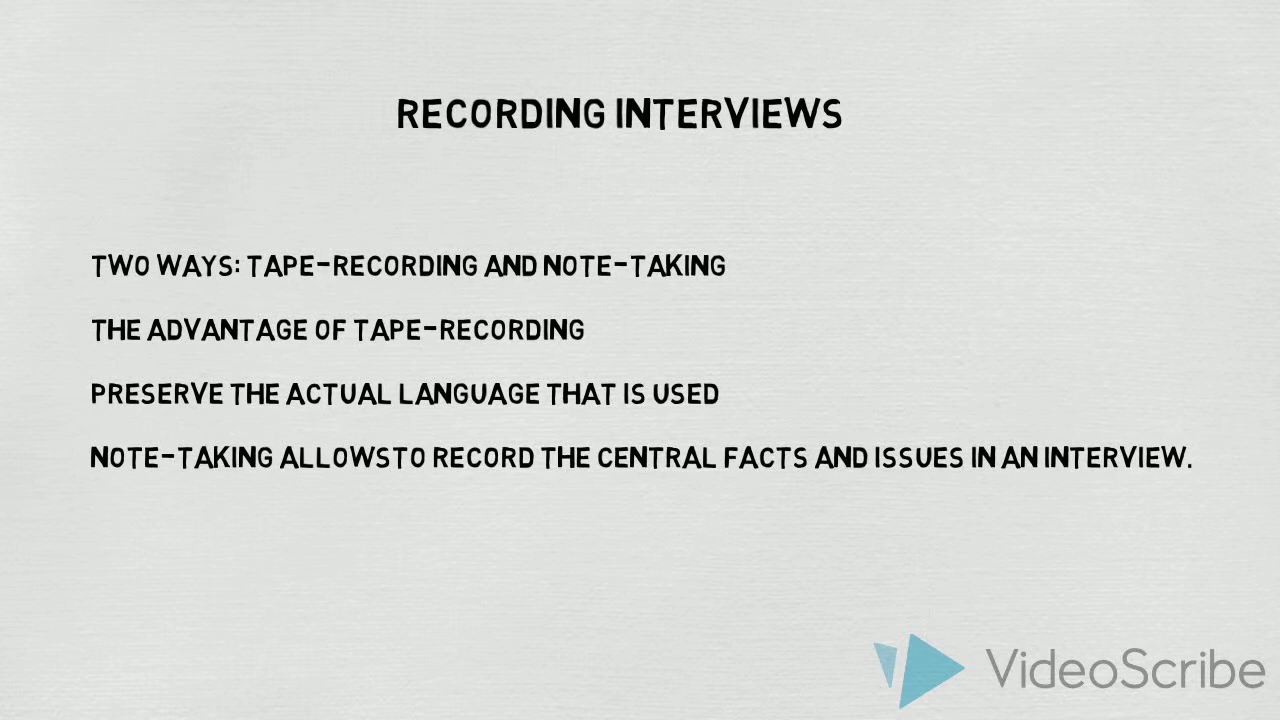 RECORDING INTERVIEWS
TWO WAYS: TAPE-RECORDING AND NOTE-TAKING
THE ADVANTAGE OF TAPE-RECORDING
PRESERVE THE ACTUAL LANGUAGE THAT IS USED
NOTE-TAKING ALLOWSTO RECORD THE CENTRAL FACTS AND ISSUES IN AN INTERVIEW.
VideoScribe